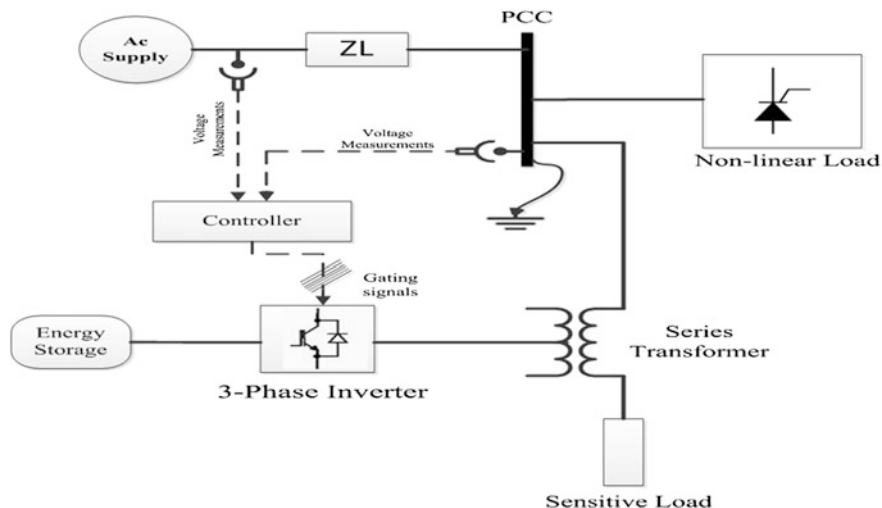 Ac
Supply
ZL
PCC
Voltage
Measurements
Voltage
Measurements
Non-linear Load
Controller
Gating
signals
Energy
Storage
3-Phase Inverter
Series
Transformer
Sensitive Load